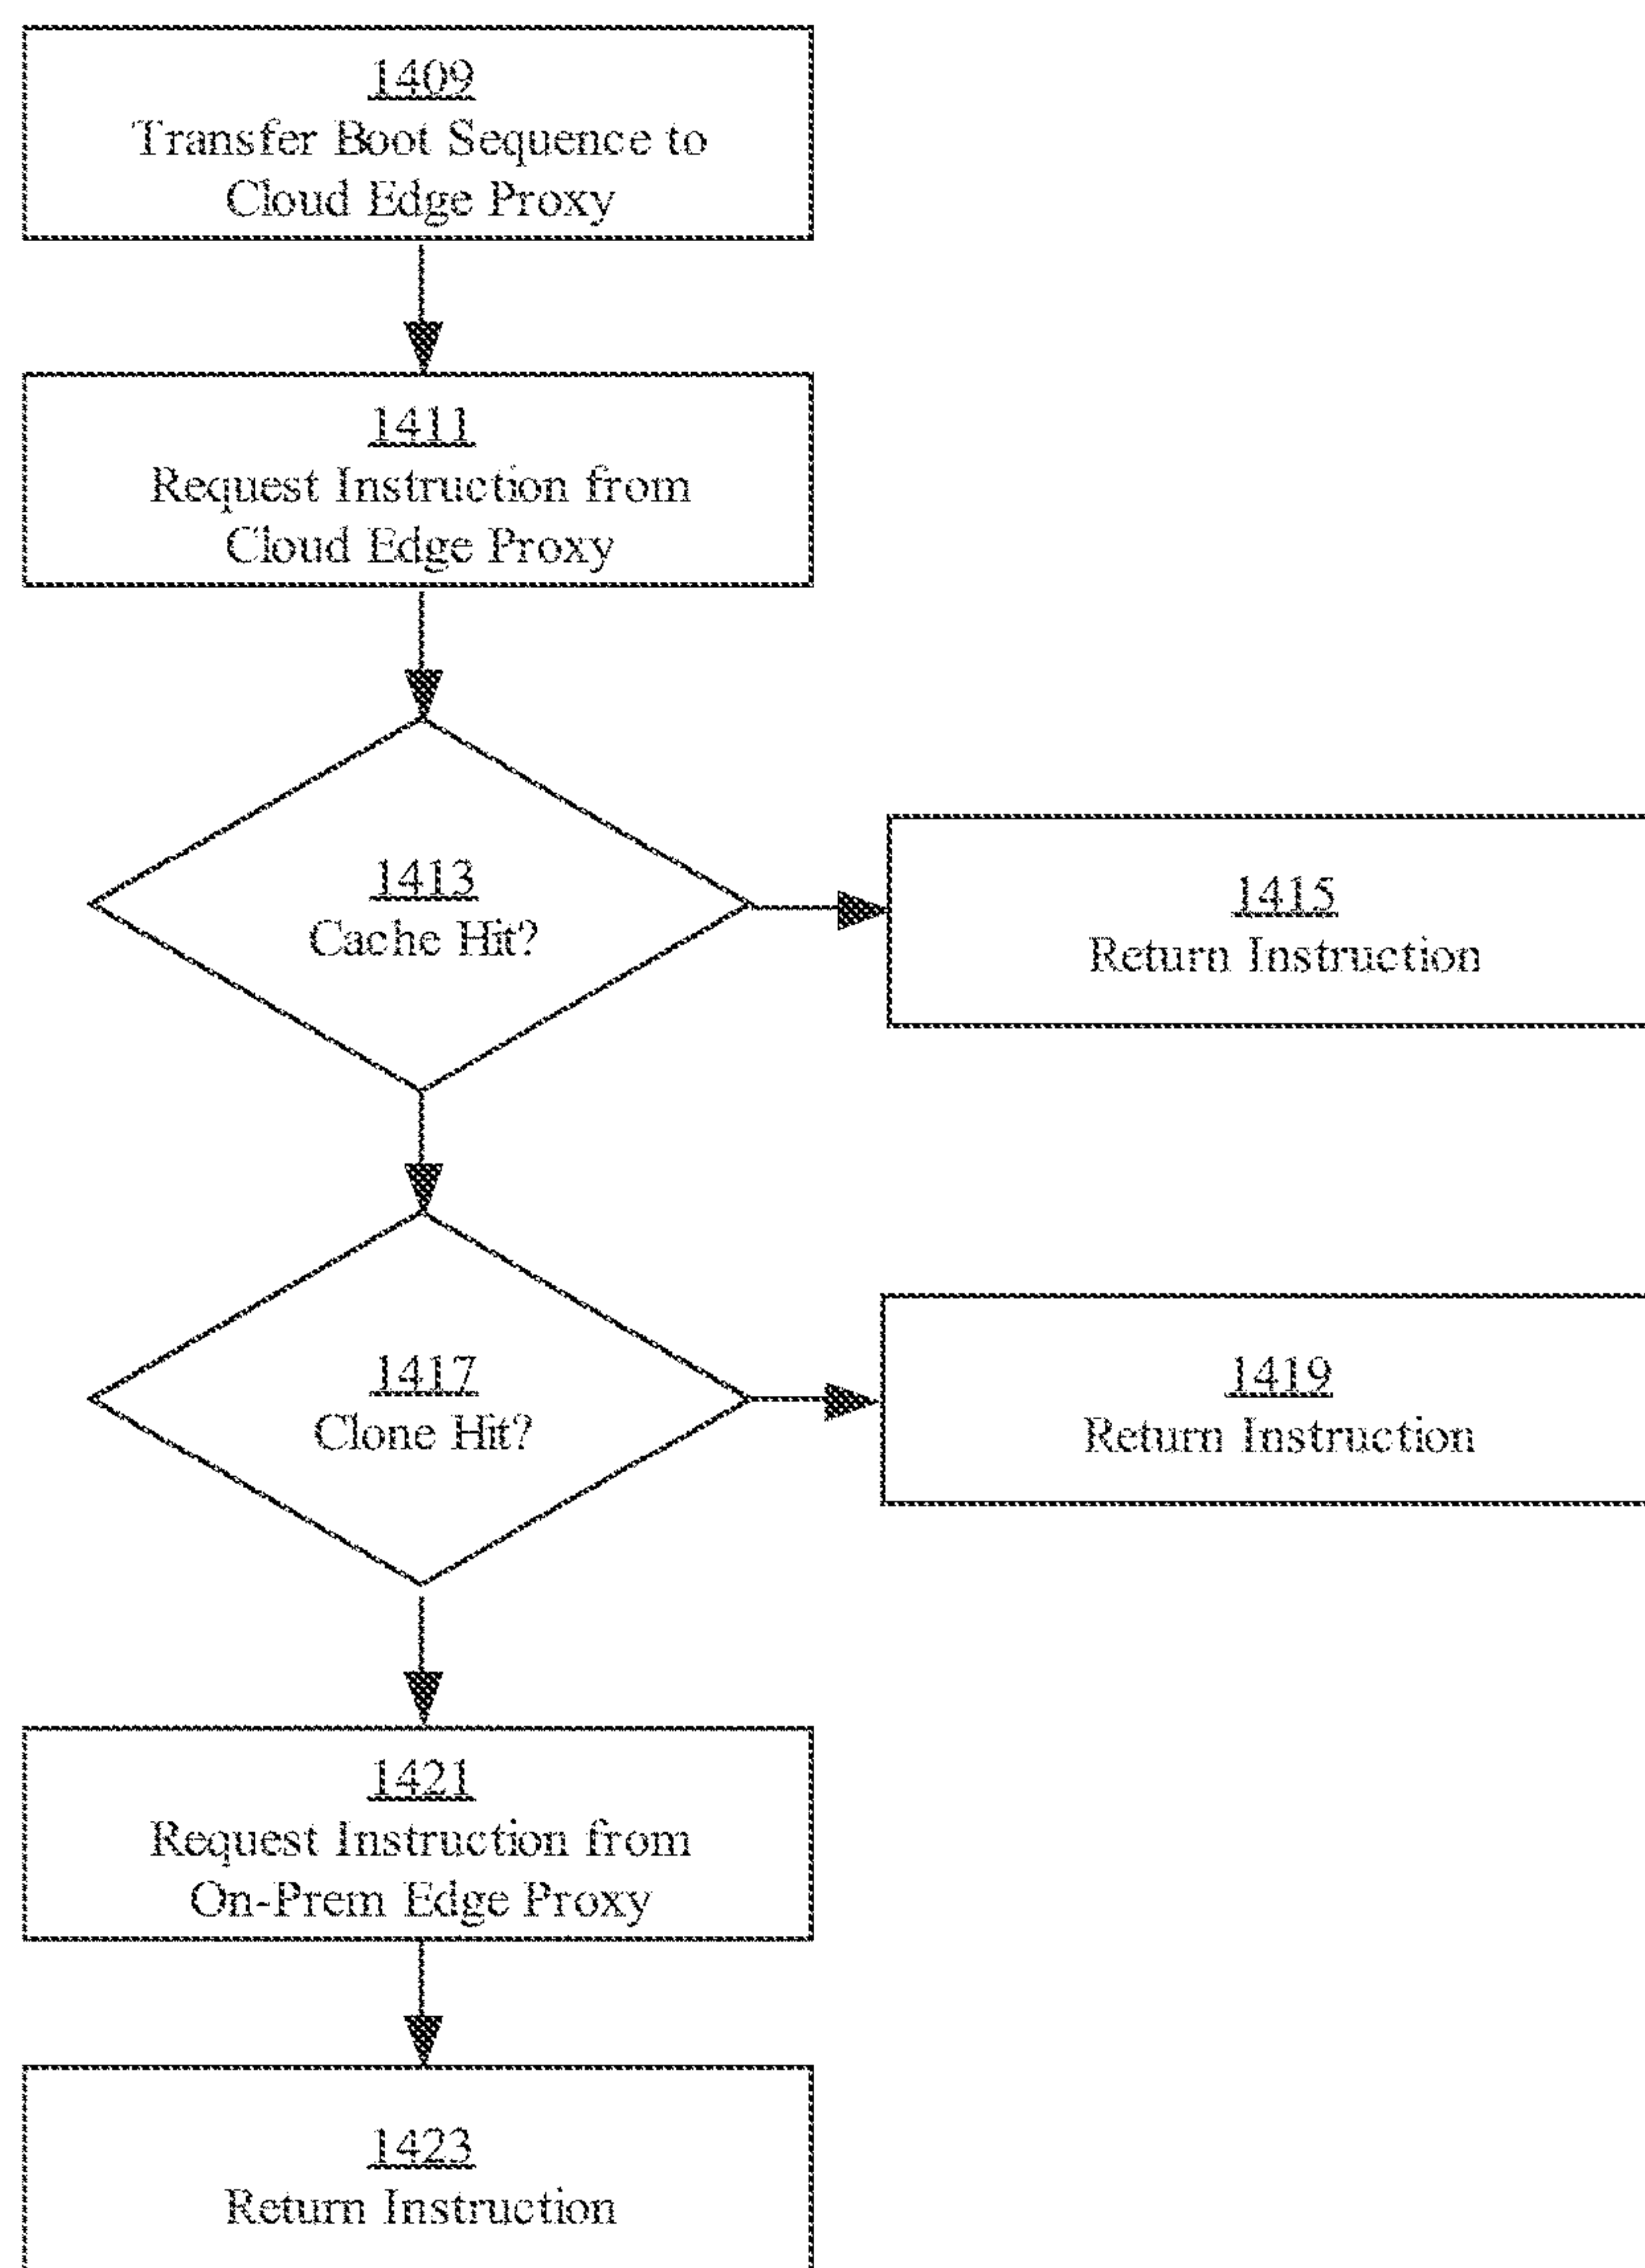 1409
Transfer Boot Sequence to
Cloud Edge Proxy
1411
Request Instruction from
Cloud Edge Proxy
1413
Cache Hit?
1415
Return Instruction
1417
Clone Hit?
1419
Return Instruction
1421
Request Instruction from
On-Prem Edge Proxy
1423
Return Instruction